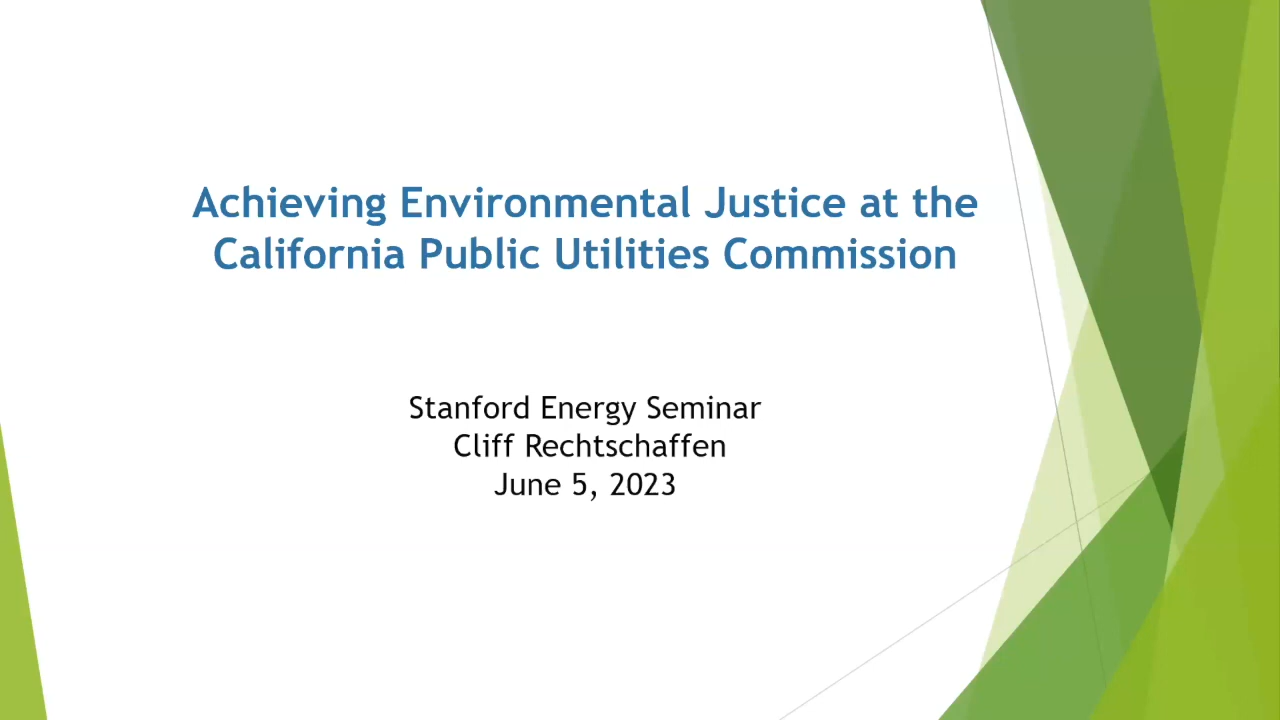 Achieving Environmental Justice at the
California Public Utilities Commission
Stanford Energy Seminar
Cliff Rechtschaffen
June 5, 2023